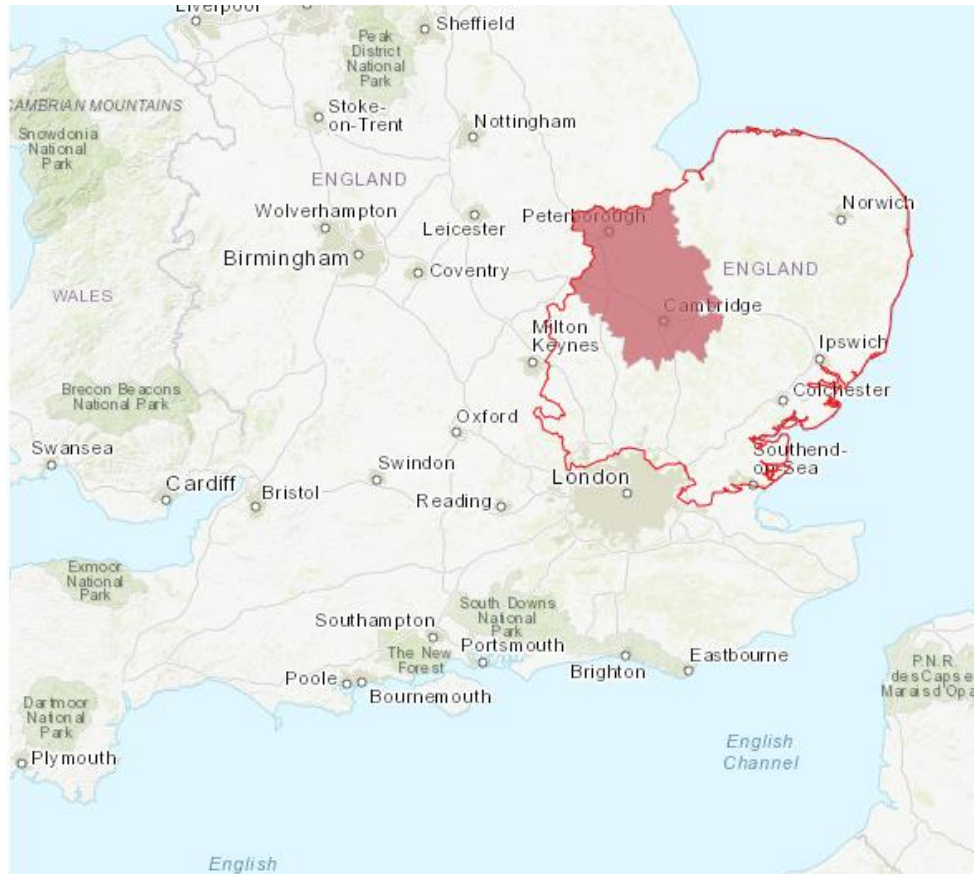 Liverpool
Sheffield
Peak
District
National
Park
CAMBRIAN MOUNTAINS
Snowdonia
National
Park
Stoke-
on-Trent
Nottingham
ENGLAND
Wolverhampton
Leicester
Peterborough
Norwich
Birmingham
Coventry
ENGLAND
WALES
Cambridge
Milton
Keynes
Ipswich
Brecon Beacons
National Park
Colchester
Oxford
Swansea
Swindon
Southend-
on-Sea
Cardiff
Bristol
Reading
London
Exmoor
National
Park
South Downs
National
Park
Southampton
The New
Forest
Portsmouth
Brighton
Eastbourne
Poole
Bournemouth
P.N.R.
des Caps e
Marais d'Opa
Dartmoor
National
Park
Plymouth
English
Channel
English